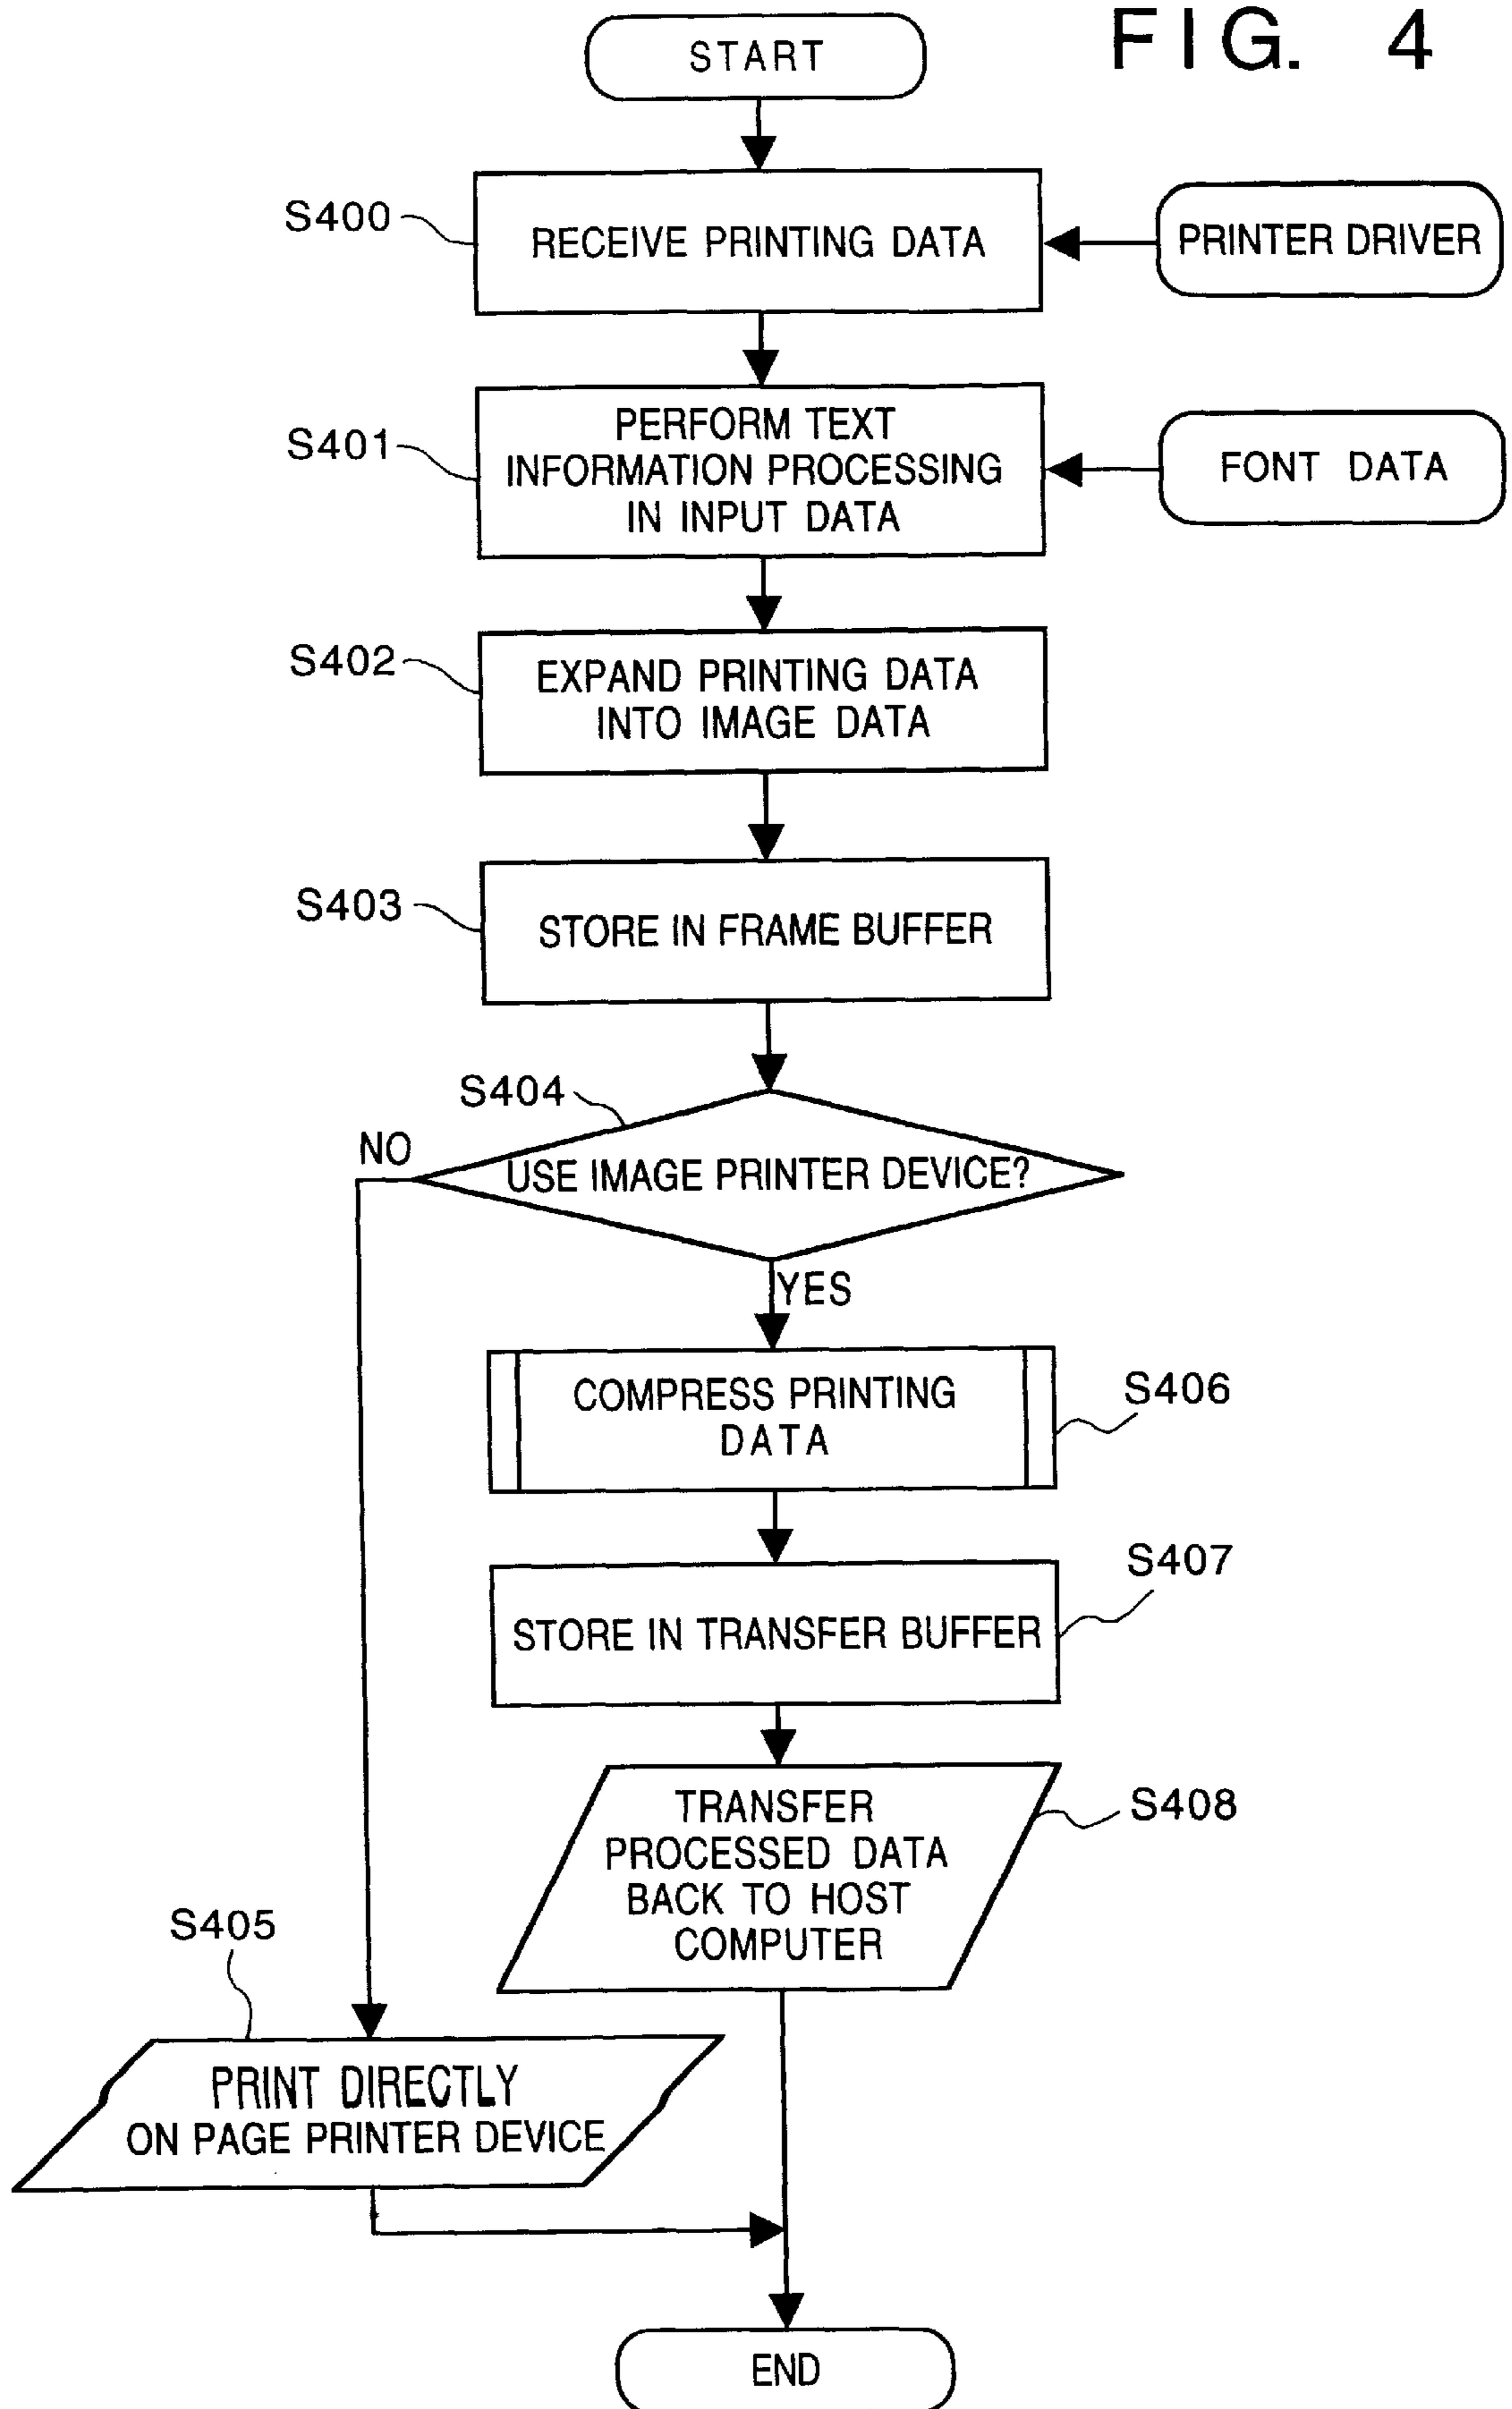 FIG. 4
START
S400
RECEIVE PRINTING DATA
PRINTER DRIVER
S401
PERFORM TEXT
INFORMATION PROCESSING
IN INPUT DATA
FONT DATA
S402
EXPAND PRINTING DATA
INTO IMAGE DATA
S403
STORE IN FRAME BUFFER
S404
NO
USE IMAGE PRINTER DEVICE?
YES
COMPRESS PRINTING
DATA
S406
S407
STORE IN TRANSFER BUFFER
TRANSFER
PROCESSED DATA
BACK TO HOST
COMPUTER
S408
S405
PRINT DIRECTLY
ON PAGE PRINTER DEVICE
END